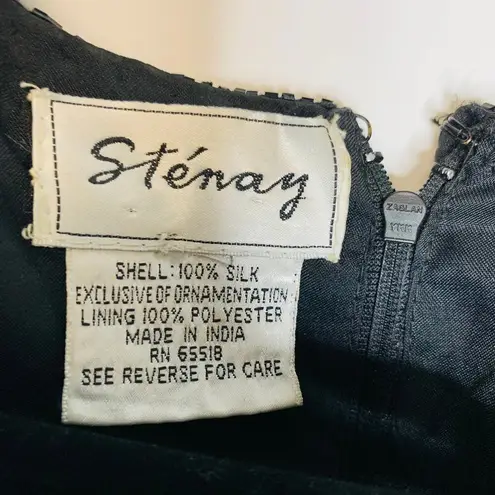 Sténay
SHELL: 100% SILK
EXCLUSIVE OF ORNAMENTATION
LINING 100% POLYESTER
MADE IN INDIA
RN 65518
SEE REVERSE FOR CARE